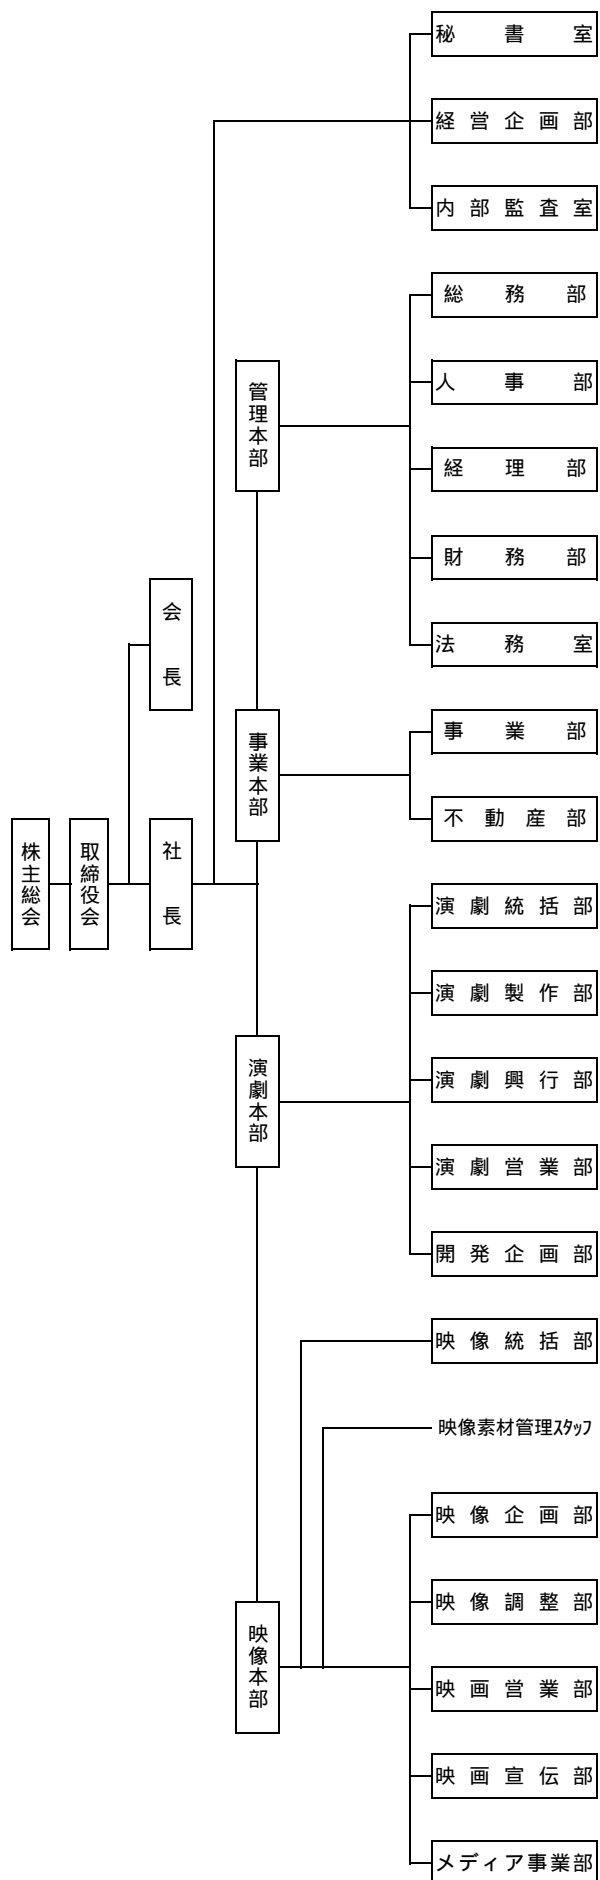 株主総会
取締役会
会長
社長
秘書室
経営企画部
内部監査室
管理本部
総務部
人事部
経理部
財務部
法務室
事業本部
事業部
不動産部
演劇本部
演劇統括部
演劇製作部
演劇興行部
演劇営業部
開発企画部
映像本部
映像統括部
映像素材管理ｽﾀｯﾌ
映像企画部
映像調整部
映画営業部
映画宣伝部
メディア事業部